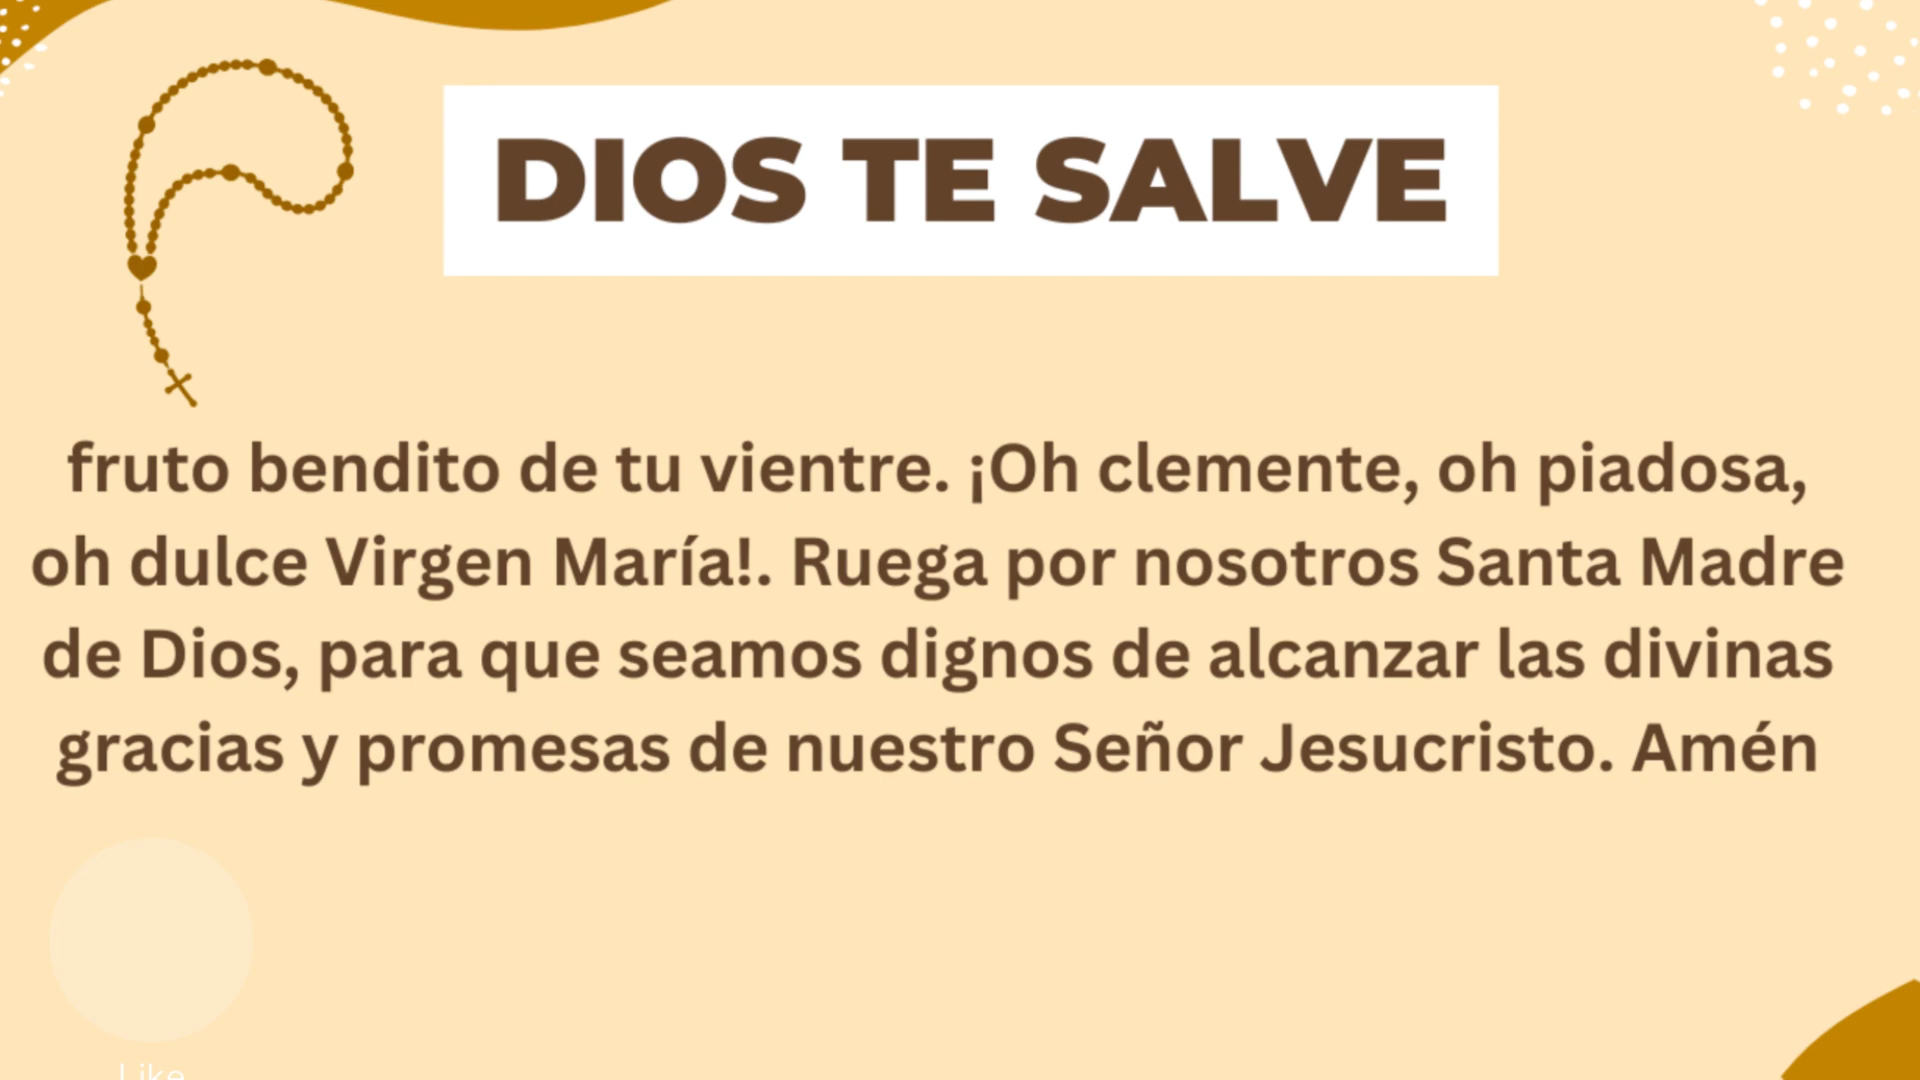 DIOS TE SALVE
fruto bendito de tu vientre. ¡Oh clemente, oh piadosa,
oh dulce Virgen María!. Ruega por nosotros Santa Madre
de Dios, para que seamos dignos de alcanzar las divinas
gracias y promesas de nuestro Señor Jesucristo. Amén
Like